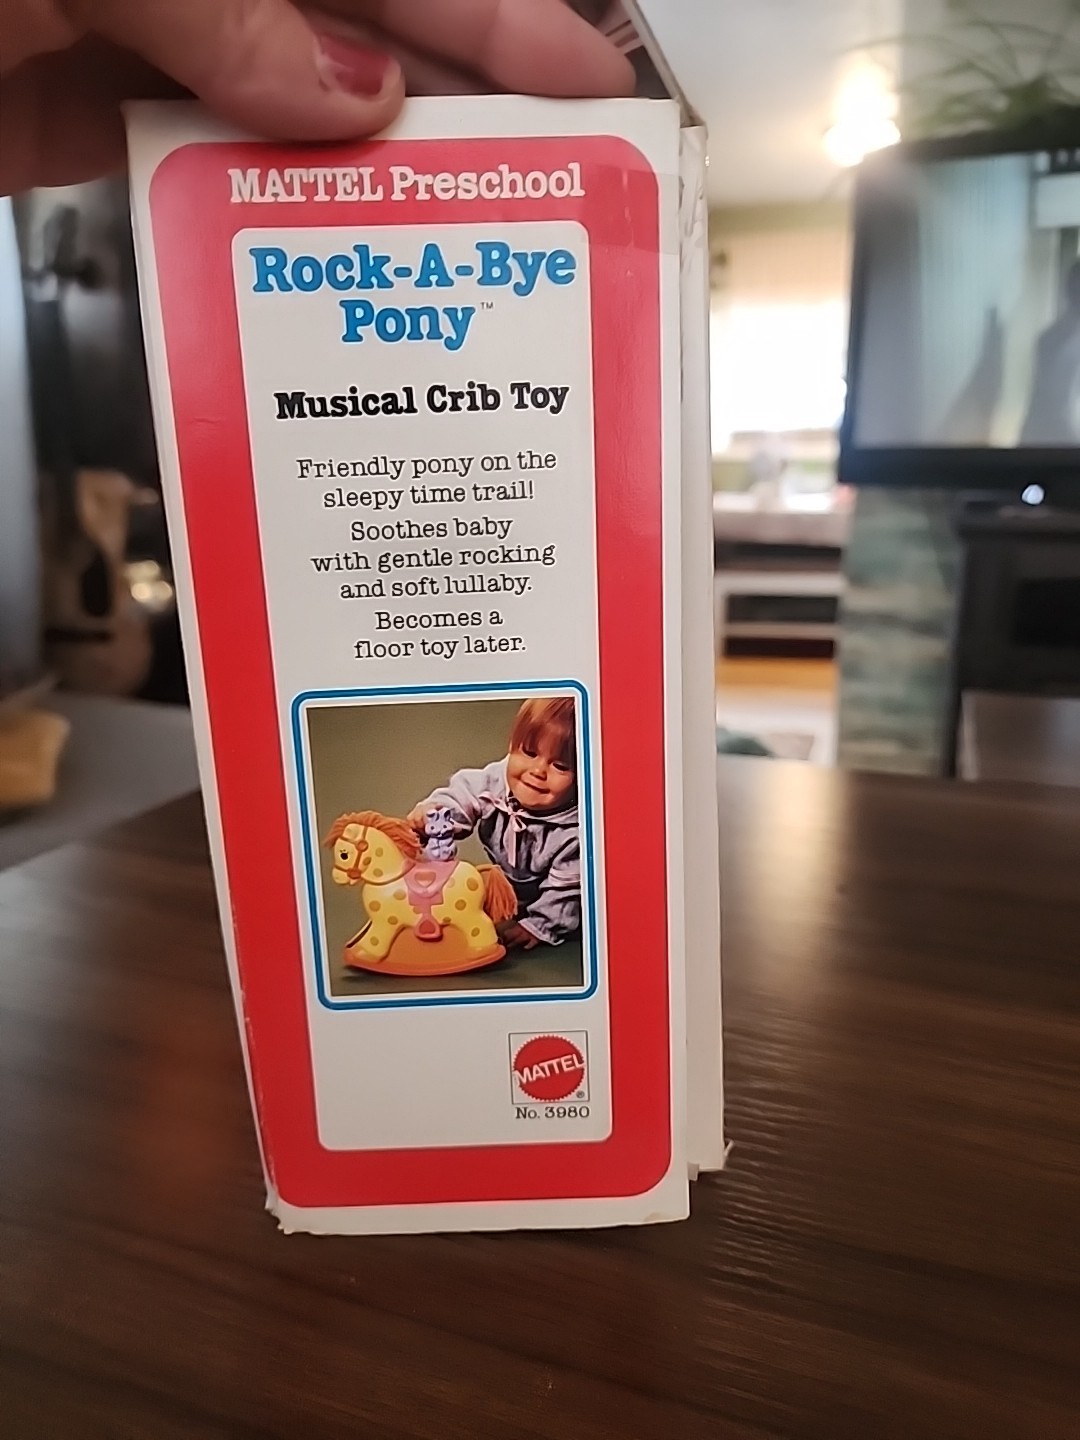 MATTEL Preschool
Rock-A-Bye
Pony™
Musical Crib Toy
Friendly pony on the
sleepy time trail!
Soothes baby
with gentle rocking
and soft lullaby.
Becomes a
floor toy later.
MATTEL®
No. 3980